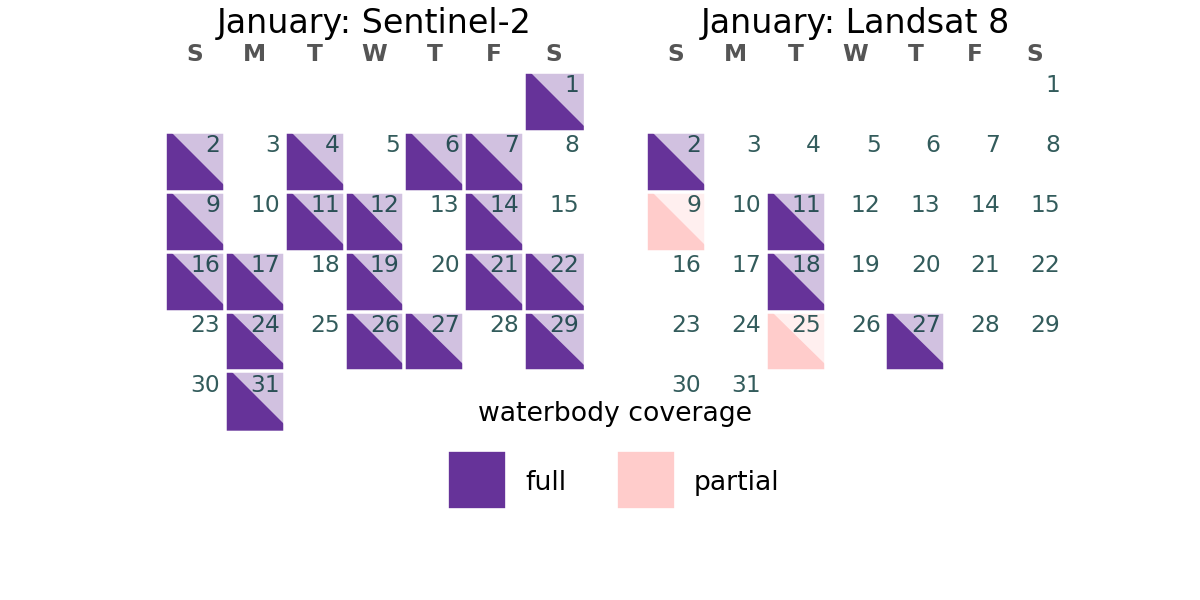 January: Sentinel-2
S M T W T F S
1
2 3 4 5 6 7 8
9 10 11 12 13 14 15
16 17 18 19 20 21 22
23 24 25 26 27 28 29
30 31
January: Landsat 8
S M T W T F S
1
2 3 4 5 6 7 8
9 10 11 12 13 14 15
16 17 18 19 20 21 22
23 24 25 26 27 28 29
30 31
waterbody coverage
full
partial